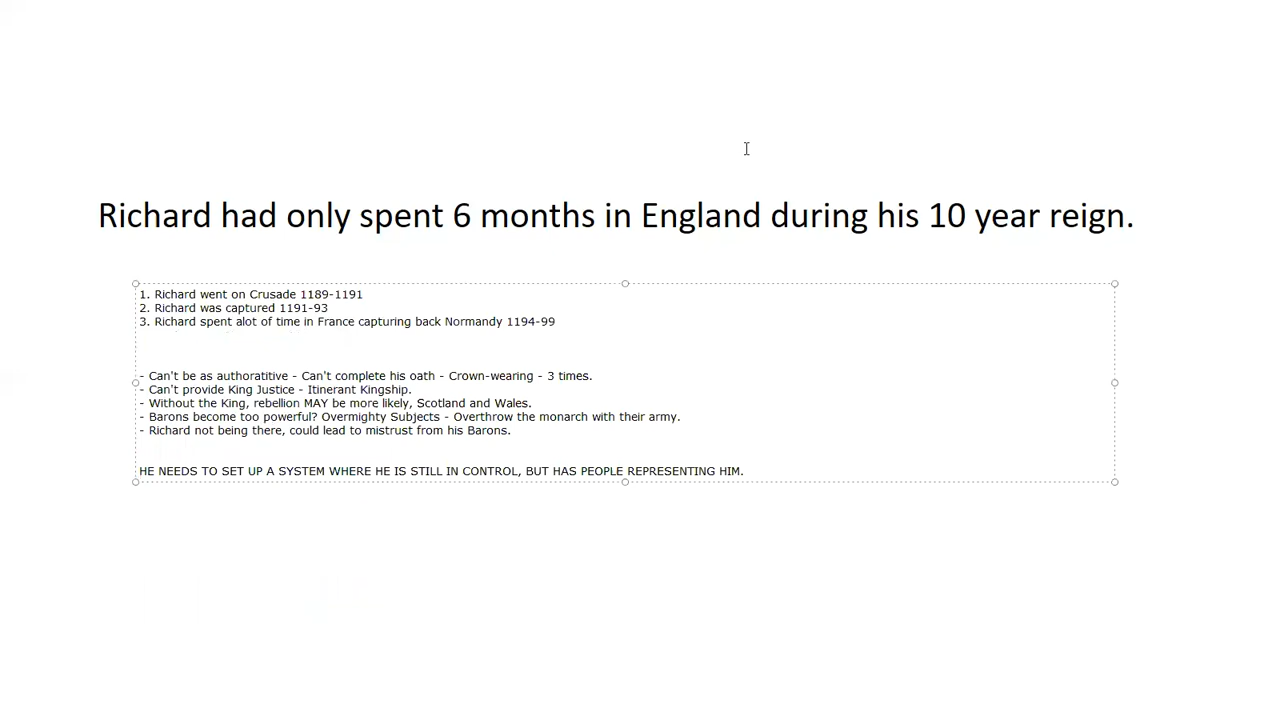 Richard had only spent 6 months in England during his 10 year reign.
1. Richard went on Crusade 1189-1191
2. Richard was captured 1191-93
3. Richard spent alot of time in France capturing back Normandy 1194-99
- Can't be as authoratitive - Can't complete his oath - Crown-wearing - 3 times.
- Can't provide King Justice - Itinerant Kingship.
- Without the King, rebellion MAY be more likely, Scotland and Wales.
- Barons become too powerful? Overmighty Subjects - Overthrow the monarch with their army.
- Richard not being there, could lead to mistrust from his Barons.
HE NEEDS TO SET UP A SYSTEM WHERE HE IS STILL IN CONTROL, BUT HAS PEOPLE REPRESENTING HIM.